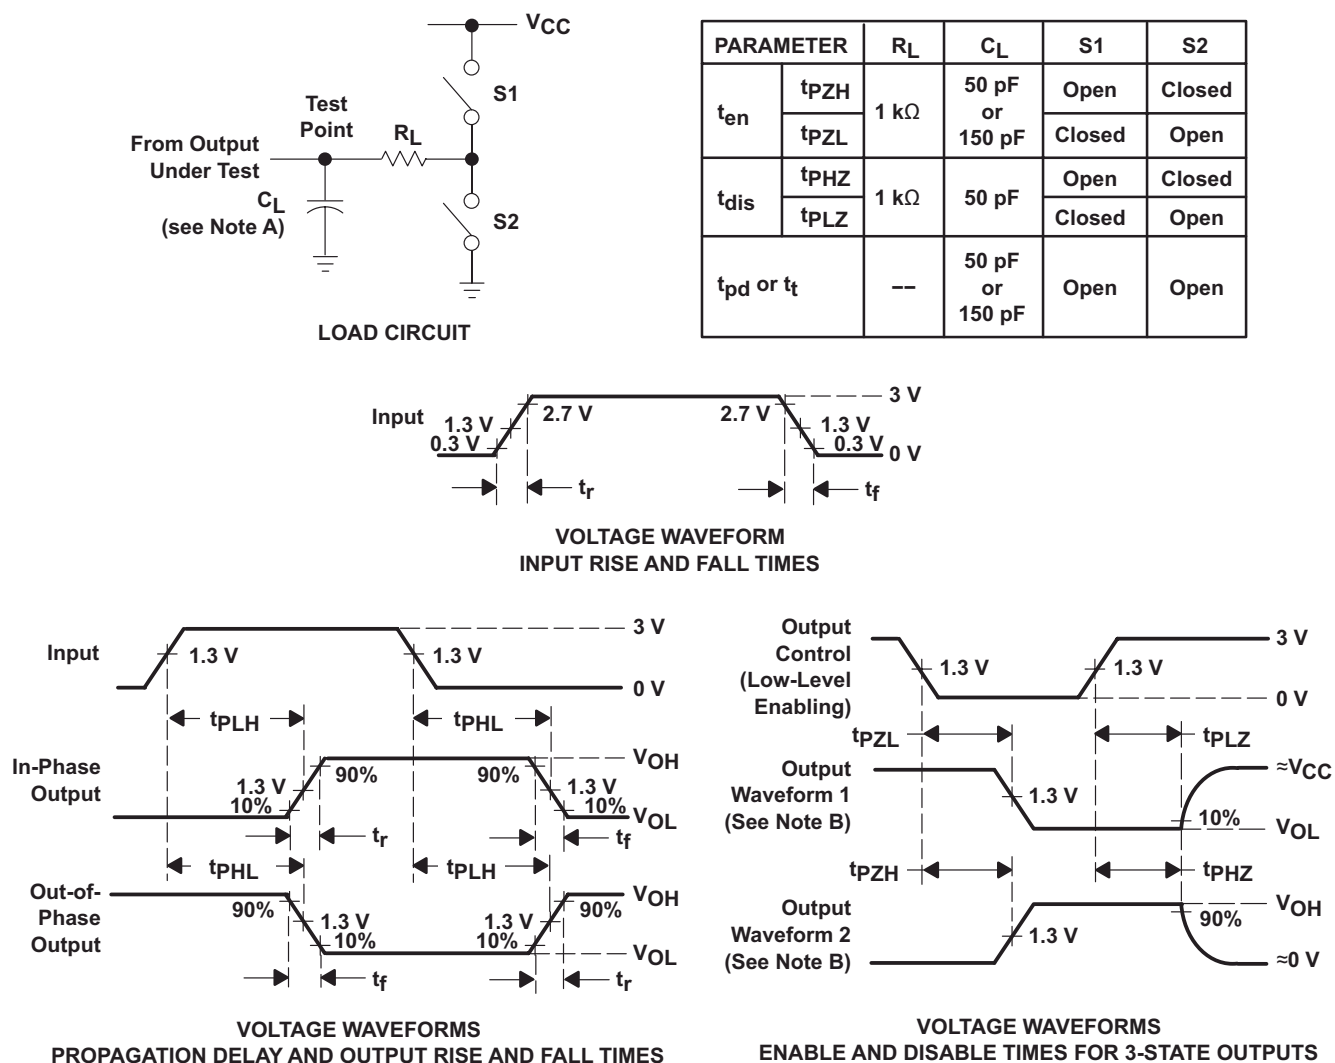 VCC
S1
Test
Point
RL
From Output
Under Test
CL
(see Note A)
S2
LOAD CIRCUIT
PARAMETER RL CL S1 S2
ten tPZH 1 kΩ 50 pF or 150 pF Open Closed
tPZL Closed Open
tdis tPHZ 1 kΩ 50 pF Open Closed
tPLZ Closed Open
tpd or tt −− 50 pF or 150 pF Open Open
Input 2.7 V 2.7 V 3 V
1.3 V 1.3 V
0.3 V 0.3 V 0 V
tr tf
VOLTAGE WAVEFORM
INPUT RISE AND FALL TIMES
Input 1.3 V 1.3 V 3 V
0 V
tPLH tPHL
In-Phase
Output
VOH
90% 90%
1.3 V 1.3 V
10% 10% VOL
tr tf
tPHL tPLH
Out-of-
Phase
Output
VOH
90% 90%
1.3 V 1.3 V
10% 10% VOL
tf tr
VOLTAGE WAVEFORMS
PROPAGATION DELAY AND OUTPUT RISE AND FALL TIMES
Output
Control
(Low-Level
Enabling)
3 V
1.3 V 1.3 V
0 V
tPZL tPLZ
Output
Waveform 1
(See Note B)
≈VCC
1.3 V 10%
VOL
tPZH tPHZ
Output
Waveform 2
(See Note B)
VOH
1.3 V 90%
≈0 V
VOLTAGE WAVEFORMS
ENABLE AND DISABLE TIMES FOR 3-STATE OUTPUTS